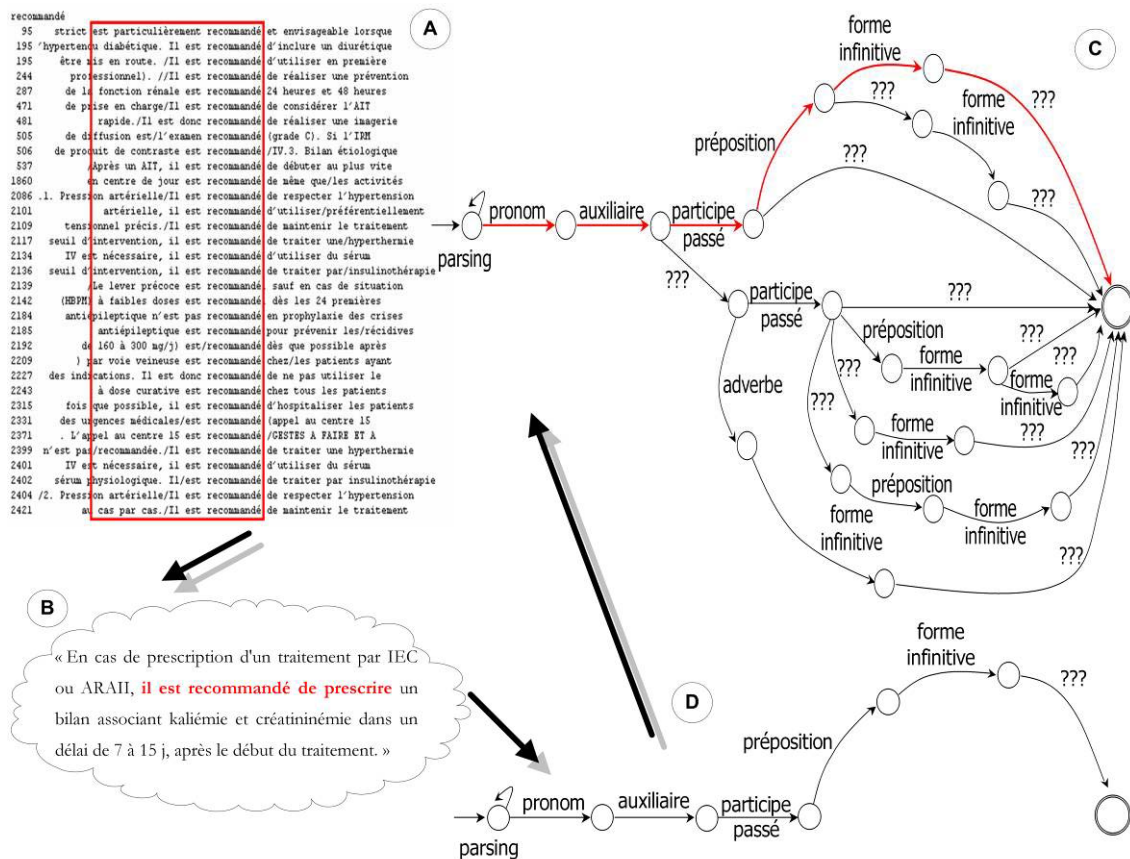 recommandé
95 strict est particulièrement recommandé et envisageable lorsque
195 'hypertendu diabétique. Il est recommandé d'inclure un diurétique
195 être mis en route. /Il est recommandé d'utiliser en première
244 professionnel). //Il est recommandé de réaliser une prévention
287 de la fonction rénale est recommandé 24 heures et 48 heures
471 de prise en charge/Il est recommandé de considérer l'AIT
481 rapide./Il est donc recommandé de réaliser une imagerie
505 de diffusion est/l'examen recommandé (grade C). Si l'IRM
506 de produit de contraste est recommandé /IV.3. Bilan étiologique
537 /Après un AIT, il est recommandé de débuter au plus vite
1860 en centre de jour est recommandé de même que/les activités
2086 .1. Pression artérielle/Il est recommandé de respecter l'hypertension
2101 artérielle, il est recommandé d'utiliser/préférentiellement
2109 tensionnel précis./Il est recommandé de maintenir le traitement
2117 seuil d'intervention, il est recommandé de traiter une/hyperthermie
2134 IV est nécessaire, il est recommandé d'utiliser du sérum
2136 seuil d'intervention, il est recommandé de traiter par/insulinothérapie
2139 /Le lever précoce est recommandé, sauf en cas de situation
2142 (HBPM) à faibles doses est recommandé, dès les 24 premières
2184 antiépileptique n'est pas recommandé en prophylaxie des crises
2185 antiépileptique est recommandé pour prévenir les/récidives
2192 de 160 à 300 mg/j) est/recommandé dès que possible après
2209 ) par voie veineuse est recommandé chez/les patients ayant
2227 des indications. Il est donc recommandé de ne pas utiliser le
2243 à dose curative est recommandé chez tous les patients
2315 fois que possible, il est recommandé d'hospitaliser les patients
2331 des urgences médicales/est recommandé (appel au centre 15
2371 . L'appel au centre 15 est recommandé /GESTES A FAIRE ET A
2399 n'est pas/recommandée./Il est recommandé de traiter une hyperthermie
2401 IV est nécessaire, il est recommandé d'utiliser du sérum
2402 sérum physiologique. Il/est recommandé de traiter par insulinothérapie
2404 /2. Pression artérielle/Il est recommandé de respecter l'hypertension
2421 au cas par cas./Il est recommandé de maintenir le traitement
A
B
« En cas de prescription d'un traitement par IEC
ou ARAII, il est recommandé de prescrire un
bilan associant kaliémie et créatininémie dans un
délai de 7 à 15 j, après le début du traitement. »
C
parsing
pronom
auxiliaire
participe
passé
préposition
forme
infinitive
???
???
forme
infinitive
???
???
???
participe
passé
???
préposition
forme
infinitive
???
forme
infinitive
???
???
forme
infinitive
???
???
préposition
forme
infinitive
???
adverbe
forme
infinitive
???
D
parsing
pronom
auxiliaire
participe
passé
préposition
forme
infinitive
???